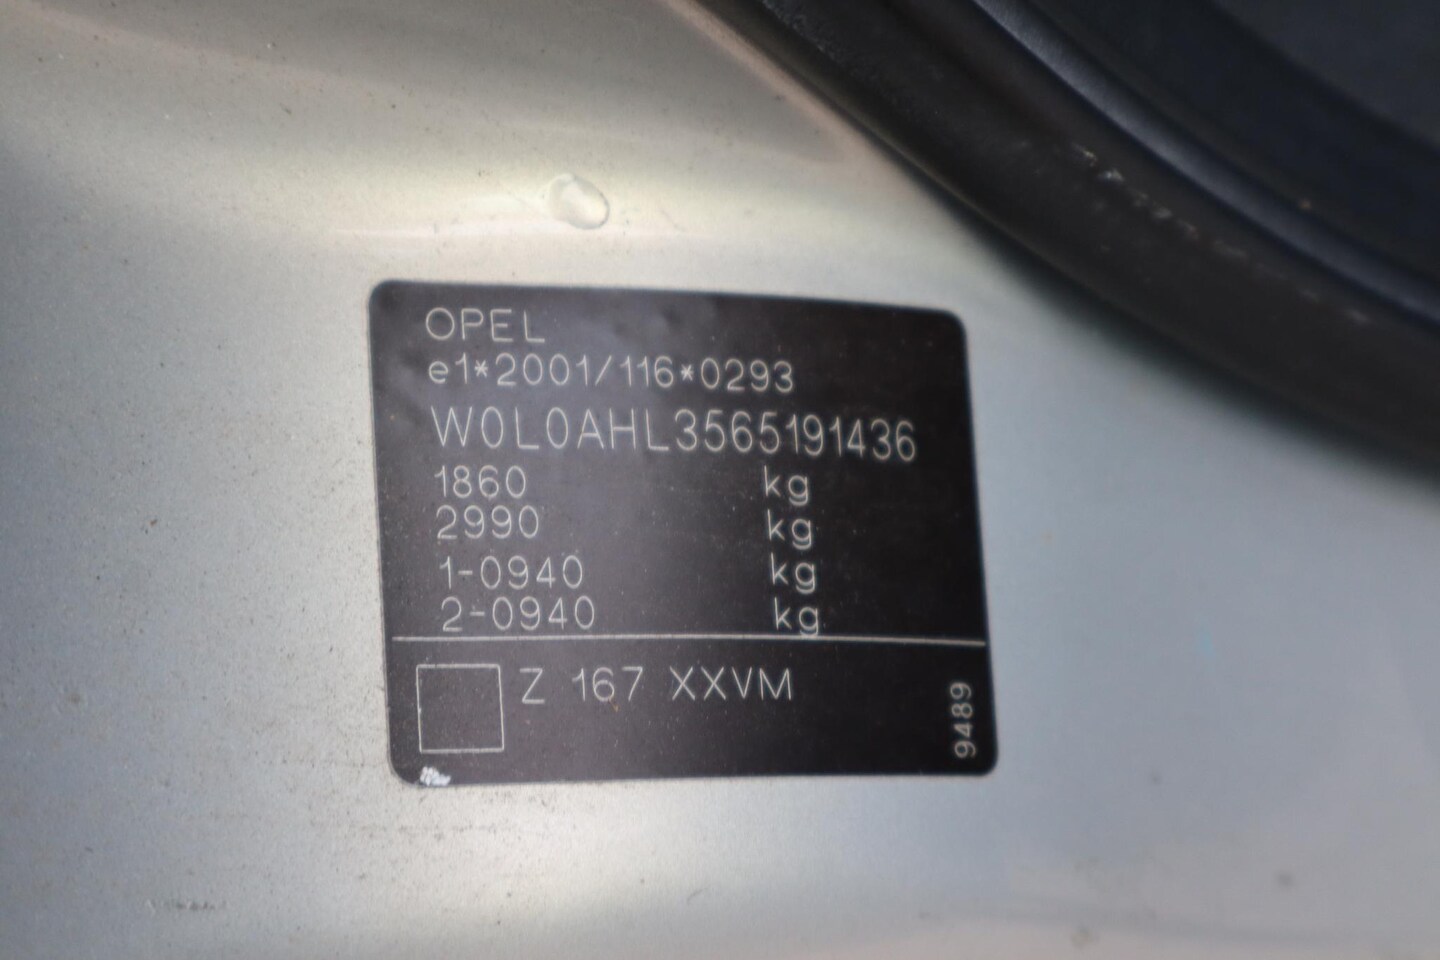 OPEL
e1*2001/116*0293
W0L0AHL3565191436
1860 kg
2990 kg
1-0940 kg
2-0940 kg
Z 167 XXVM
9489